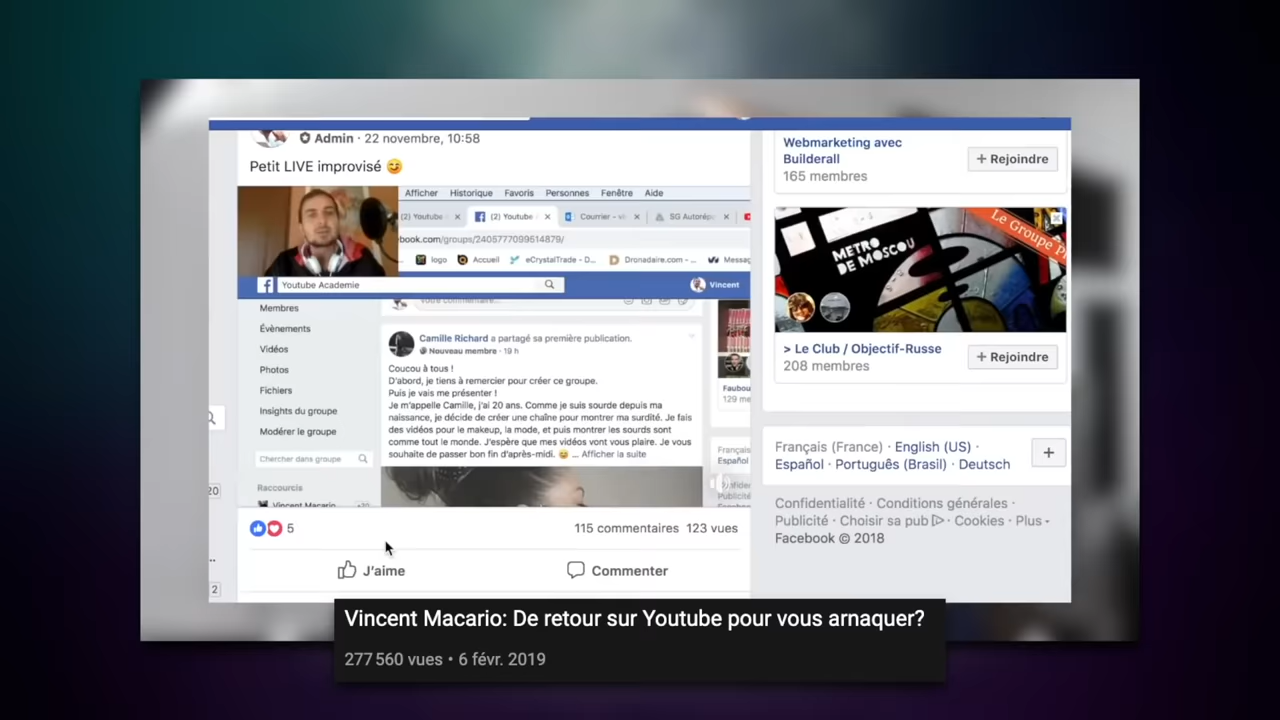 Admin · 22 novembre, 10:58
Petit LIVE improvisé 😊
Afficher Historique Favoris Personnes Fenêtre Aide
(2) Youtube × (2) Youtube × Courrier – × SG Autorép ×
book.com/groups/2405777099514879/
logo Accueil eCrystalTrade - D... Dronadaire.com -... Messag
Youtube Academie
Vincent
Membres
Évènements
Vidéos
Photos
Fichiers
Insights du groupe
Modérer le groupe
Chercher dans groupe
Raccourcis
Vincent Macario
Votre commentaire...
Camille Richard a partagé sa première publication.
Nouveau membre · 19 h
Coucou à tous !
D'abord, je tiens à remercier pour créer ce groupe.
Puis je vais me présenter !
Je m'appelle Camille, j'ai 20 ans. Comme je suis sourde depuis ma
naissance, je décide de créer une chaîne pour montrer ma surdité. Je fais
des vidéos pour le makeup, la mode, et puis montrer les sourds sont
comme tout le monde. J'espère que mes vidéos vont vous plaire. Je vous
souhaite de passer bon fin d'après-midi. 😄 ... Afficher la suite
Faubou
129 me
Français
Español
Confiden
Publicité
Cookies
20
2
5
115 commentaires 123 vues
J'aime
Commenter
Webmarketing avec
Builderall
165 membres
+ Rejoindre
Le Groupe P
METRO
DE MOSCOU
> Le Club / Objectif-Russe
208 membres
+ Rejoindre
Français (France) · English (US) ·
Español · Português (Brasil) · Deutsch
+
Confidentialité · Conditions générales ·
Publicité · Choisir sa pub · Cookies · Plus
Facebook © 2018
Vincent Macario: De retour sur Youtube pour vous arnaquer?
277 560 vues • 6 févr. 2019